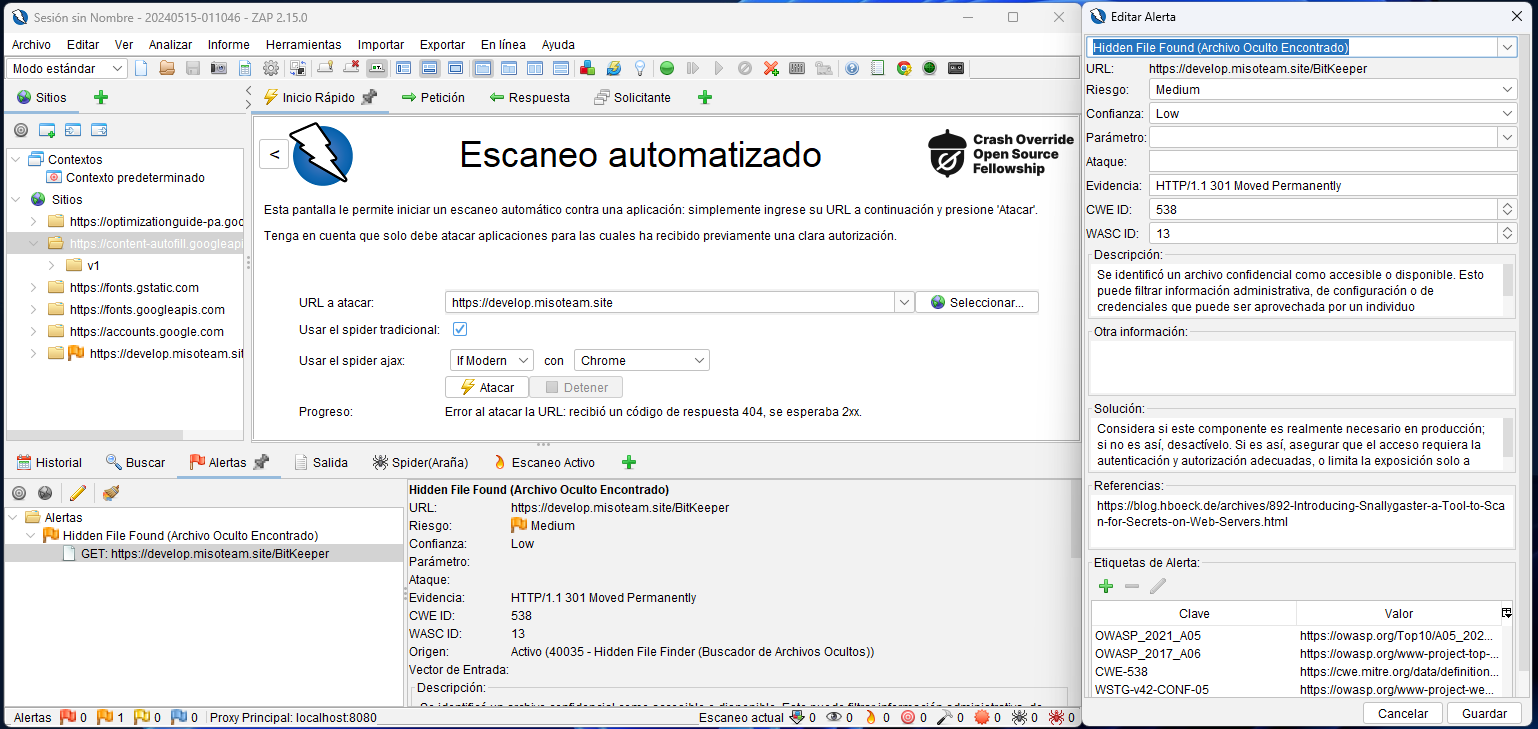 Sesión sin Nombre - 20240515-011046 - ZAP 2.15.0
Archivo Editar Ver Analizar Informe Herramientas Importar Exportar En línea Ayuda
Modo estándar
Sitios
Inicio Rápido Petición Respuesta Solicitante
Contextos
Contexto predeterminado
Sitios
https://optimizationguide-pa.goo
https://content-autofill.googleapi
v1
https://fonts.gstatic.com
https://fonts.googleapis.com
https://accounts.google.com
https://develop.misoteam.sit
<
Escaneo automatizado
Crash Override
Open Source
Fellowship
Esta pantalla le permite iniciar un escaneo automático contra una aplicación: simplemente ingrese su URL a continuación y presione 'Atacar'.
Tenga en cuenta que solo debe atacar aplicaciones para las cuales ha recibido previamente una clara autorización.
URL a atacar: https://develop.misoteam.site Seleccionar...
Usar el spider tradicional:
Usar el spider ajax: If Modern con Chrome
Atacar Detener
Progreso: Error al atacar la URL: recibió un código de respuesta 404, se esperaba 2xx.
Historial Buscar Alertas Salida Spider(Araña) Escaneo Activo
Alertas
Hidden File Found (Archivo Oculto Encontrado)
GET: https://develop.misoteam.site/BitKeeper
Hidden File Found (Archivo Oculto Encontrado)
URL: https://develop.misoteam.site/BitKeeper
Riesgo: Medium
Confianza: Low
Parámetro:
Ataque:
Evidencia: HTTP/1.1 301 Moved Permanently
CWE ID: 538
WASC ID: 13
Origen: Activo (40035 - Hidden File Finder (Buscador de Archivos Ocultos))
Vector de Entrada:
Descripción:
Se identificó un archivo confidencial como accesible o disponible. Esto puede filtrar información administrativa, de
Alertas 0 1 0 0 Proxy Principal: localhost:8080 Escaneo actual 0 0 0 0 0 0 0 0
Editar Alerta
Hidden File Found (Archivo Oculto Encontrado)
URL: https://develop.misoteam.site/BitKeeper
Riesgo: Medium
Confianza: Low
Parámetro:
Ataque:
Evidencia: HTTP/1.1 301 Moved Permanently
CWE ID: 538
WASC ID: 13
Descripción:
Se identificó un archivo confidencial como accesible o disponible. Esto
puede filtrar información administrativa, de configuración o de
credenciales que puede ser aprovechada por un individuo
Otra información:
Solución:
Considera si este componente es realmente necesario en producción;
si no es así, desactívelo. Si es así, asegurar que el acceso requiera la
autenticación y autorización adecuadas, o limita la exposición solo a
Referencias:
https://blog.hboeck.de/archives/892-Introducing-Snallygaster-a-Tool-to-Sca
n-for-Secrets-on-Web-Servers.html
Etiquetas de Alerta:
Clave Valor
OWASP_2021_A05 https://owasp.org/Top10/A05_202...
OWASP_2017_A06 https://owasp.org/www-project-top-...
CWE-538 https://cwe.mitre.org/data/definition...
WSTG-v42-CONF-05 https://owasp.org/www-project-we...
Cancelar Guardar